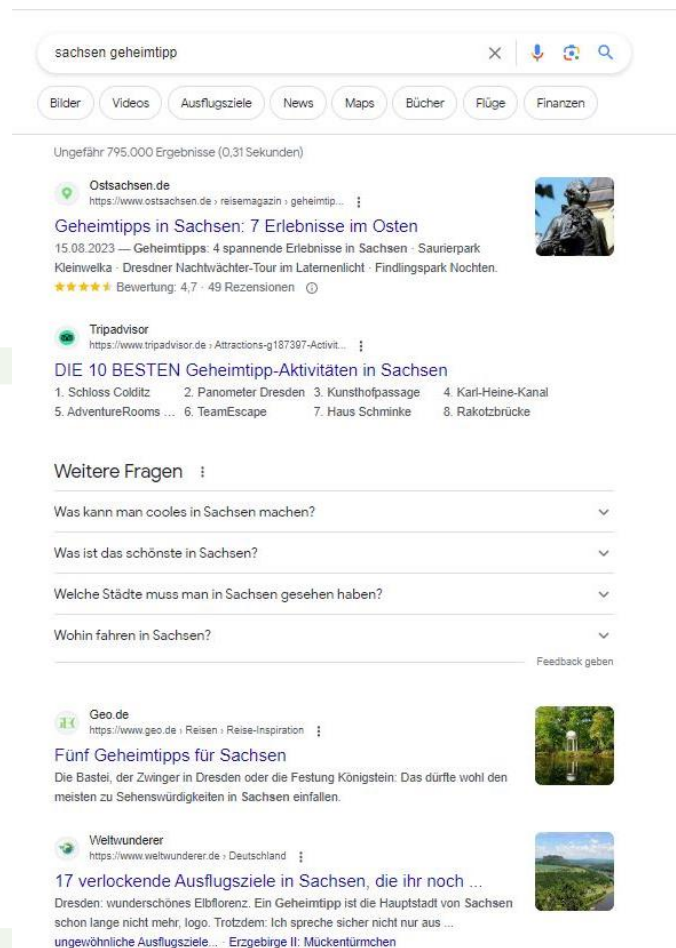 sachsen geheimtipp
Bilder Videos Ausflugsziele News Maps Bücher Flüge Finanzen
Ungefähr 795.000 Ergebnisse (0,31 Sekunden)
Ostsachsen.de
https://www.ostsachsen.de › reisemagazin › geheimtip...
Geheimtipps in Sachsen: 7 Erlebnisse im Osten
15.08.2023 — Geheimtipps: 4 spannende Erlebnisse in Sachsen · Saurierpark
Kleinwelka · Dresdner Nachtwächter-Tour im Laternenlicht · Findlingspark Nochten.
Bewertung: 4,7 · 49 Rezensionen
Tripadvisor
https://www.tripadvisor.de › Attractions-g187397-Activit...
DIE 10 BESTEN Geheimtipp-Aktivitäten in Sachsen
1. Schloss Colditz 2. Panometer Dresden 3. Kunsthofpassage 4. Karl-Heine-Kanal
5. AdventureRooms ... 6. TeamEscape 7. Haus Schminke 8. Rakotzbrücke
Weitere Fragen
Was kann man cooles in Sachsen machen?
Was ist das schönste in Sachsen?
Welche Städte muss man in Sachsen gesehen haben?
Wohin fahren in Sachsen?
Feedback geben
Geo.de
https://www.geo.de › Reisen › Reise-Inspiration
Fünf Geheimtipps für Sachsen
Die Bastei, der Zwinger in Dresden oder die Festung Königstein: Das dürfte wohl den
meisten zu Sehenswürdigkeiten in Sachsen einfallen.
Weltwunderer
https://www.weltwunderer.de › Deutschland
17 verlockende Ausflugsziele in Sachsen, die ihr noch ...
Dresden: wunderschönes Elbflorenz. Ein Geheimtipp ist die Hauptstadt von Sachsen
schon lange nicht mehr, logo. Trotzdem: Ich spreche sicher nicht nur aus ...
ungewöhnliche Ausflugsziele... · Erzgebirge II: Mückentürmchen